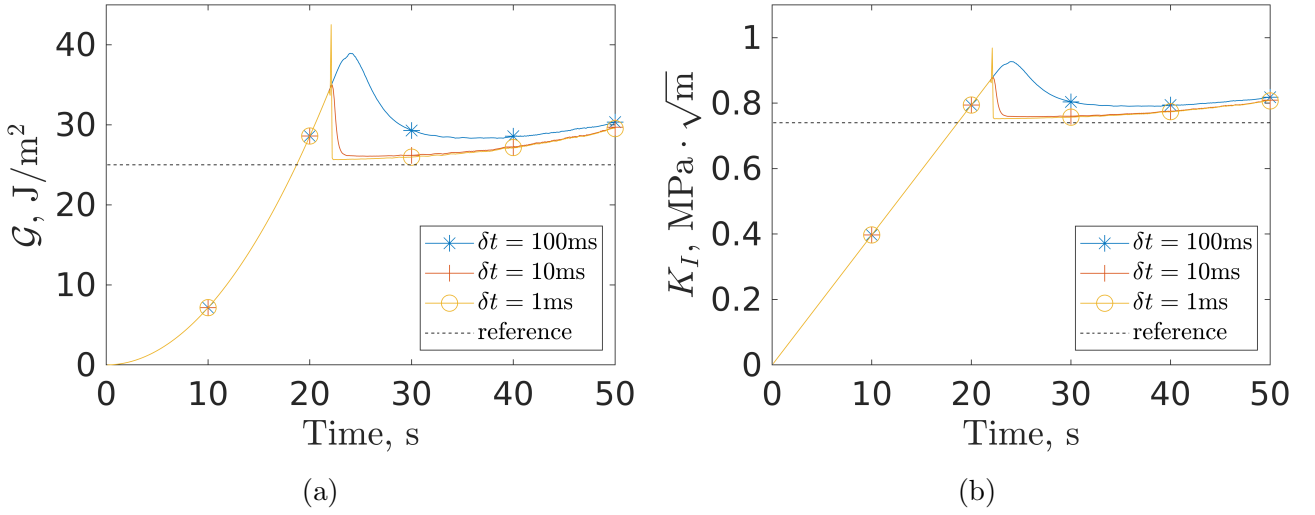 40
30
20
10
0
0 10 20 30 40 50
𝒢, J/m²
Time, s
δt = 100ms
δt = 10ms
δt = 1ms
reference
(a)
1
0.8
0.6
0.4
0.2
0
0 10 20 30 40 50
K_I, MPa · √m
Time, s
δt = 100ms
δt = 10ms
δt = 1ms
reference
(b)